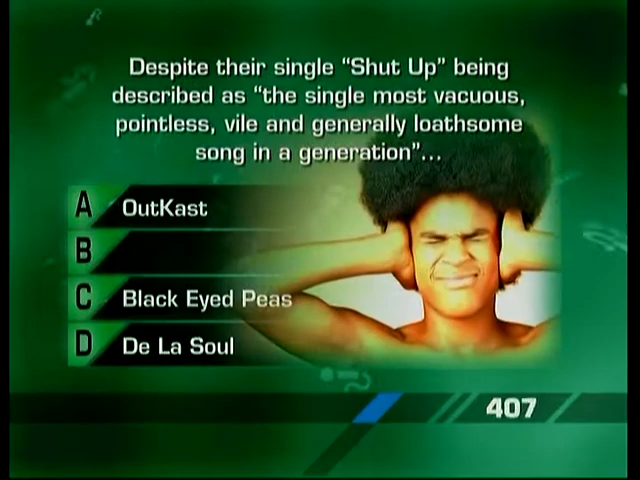 Despite their single “Shut Up” being
described as “the single most vacuous,
pointless, vile and generally loathsome
song in a generation”...
A OutKast
B
C Black Eyed Peas
D De La Soul
407